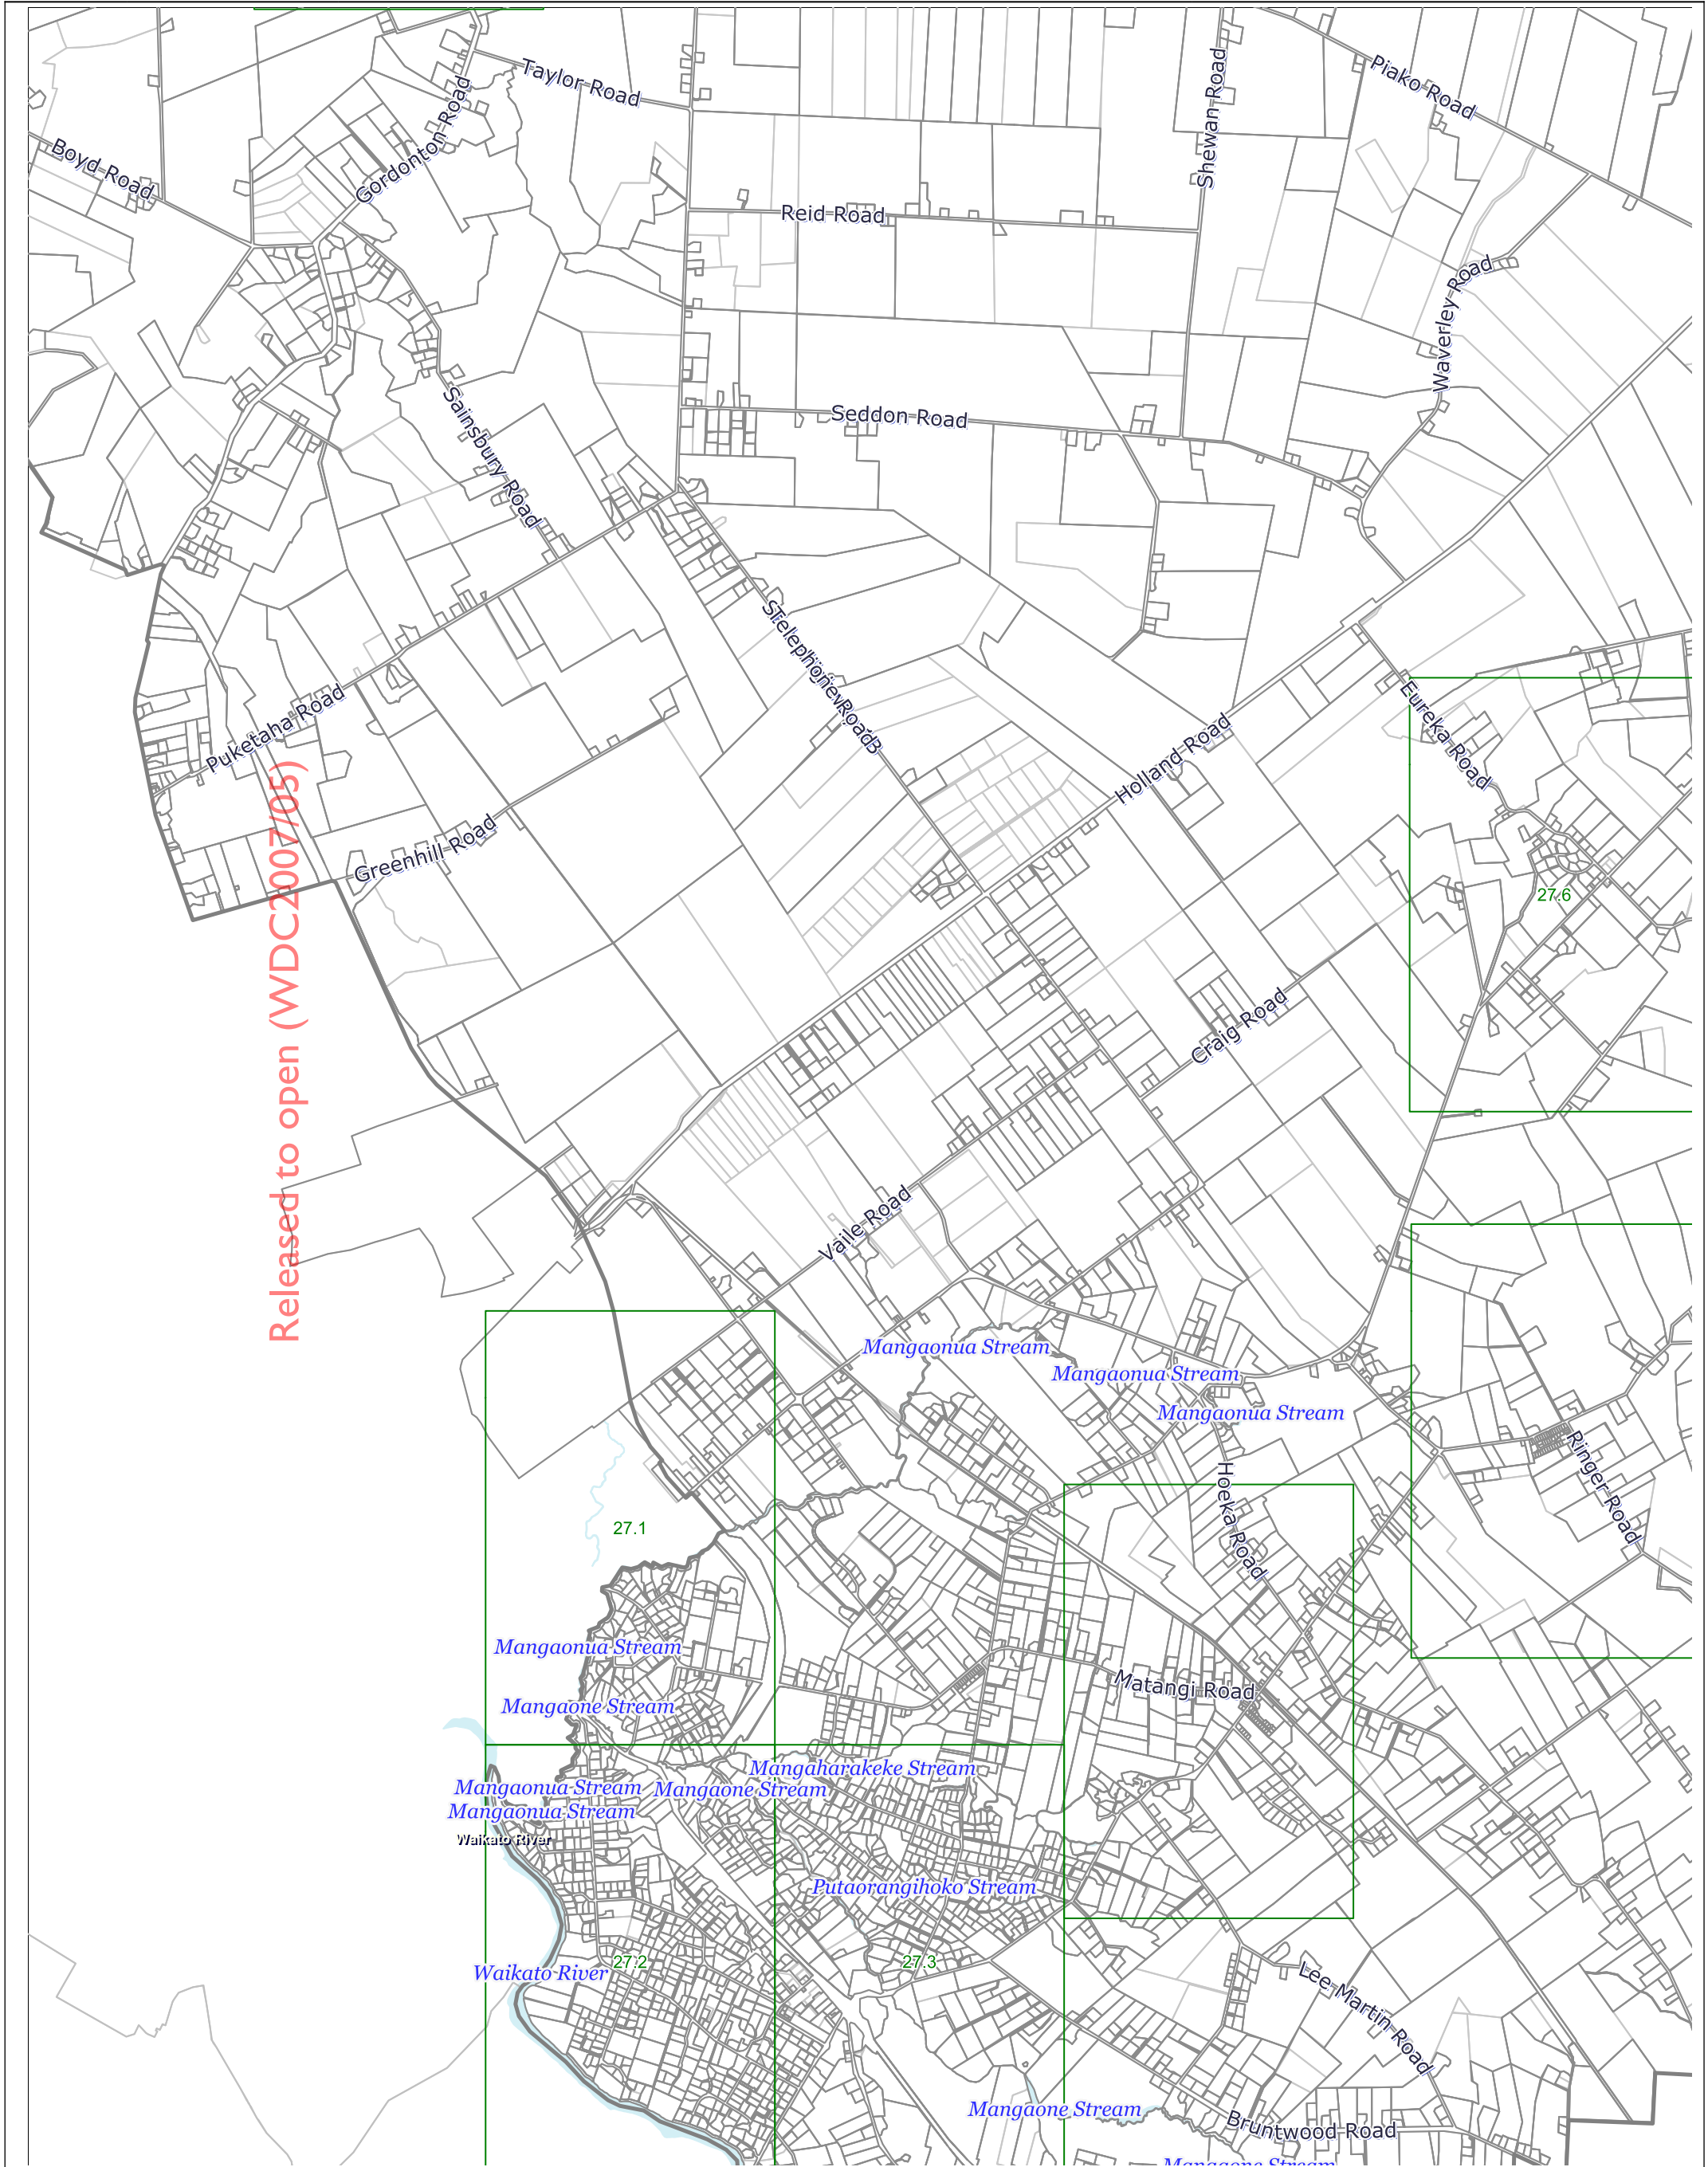 Taylor Road
Piako Road
Gordonton Road
Shewan Road
Boyd Road
Reid Road
Waverley Road
Seddon Road
Sainsbury Road
Puketaha Road
Eureka Road
Holland Road
Greenhill Road
27.6
Released to open (WDC2007/05)
Craig Road
Vaile Road
Mangaonua Stream
Mangaonua Stream
Mangaonua Stream
Ringer Road
Hoeka Road
27.1
Mangaonua Stream
Matangi Road
Mangaone Stream
Mangaharakeke Stream
Mangaonua Stream
Mangaone Stream
Mangaonua Stream
Waikato River
Putaorangihoko Stream
27.2
27.3
Waikato River
Lee Martin Road
Mangaone Stream
Bruntwood Road
Mangaone Stream